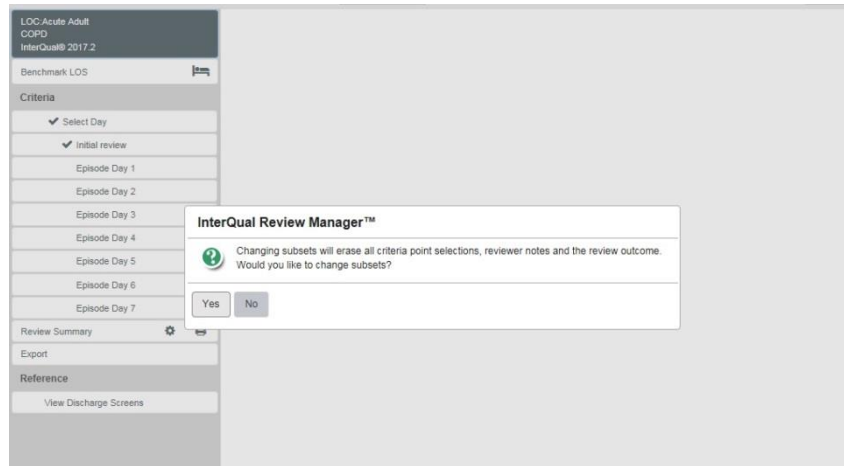 LOC:Acute Adult
COPD
InterQual® 2017.2
Benchmark LOS
Criteria
Select Day
Initial review
Episode Day 1
Episode Day 2
Episode Day 3
Episode Day 4
Episode Day 5
Episode Day 6
Episode Day 7
Review Summary
Export
Reference
View Discharge Screens
InterQual Review Manager™
Changing subsets will erase all criteria point selections, reviewer notes and the review outcome.
Would you like to change subsets?
Yes No